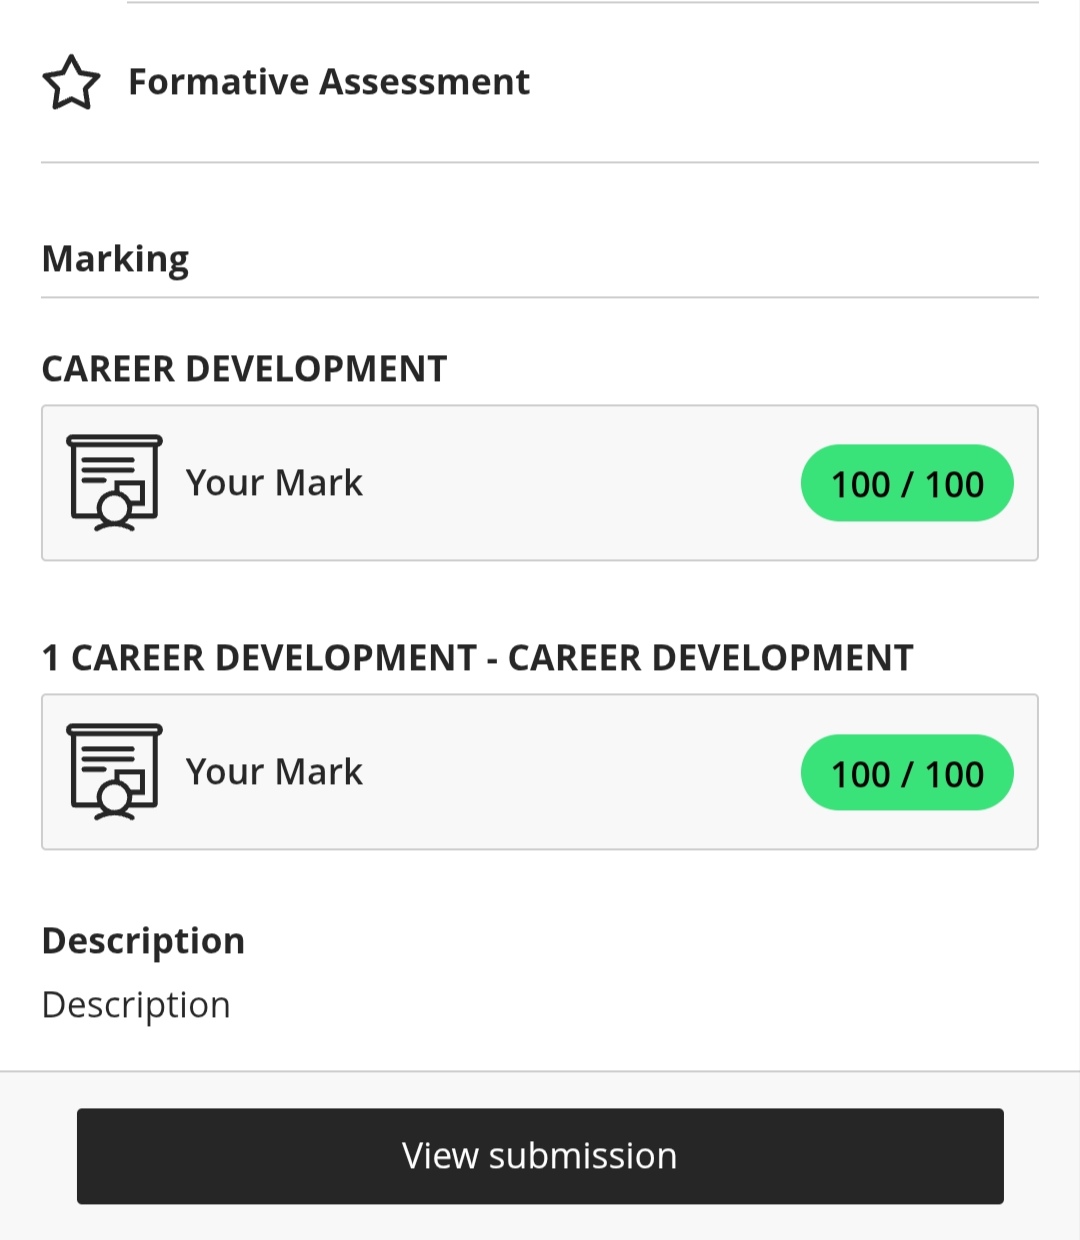 Formative Assessment
Marking
CAREER DEVELOPMENT
Your Mark
100 / 100
1 CAREER DEVELOPMENT - CAREER DEVELOPMENT
Your Mark
100 / 100
Description
Description
View submission